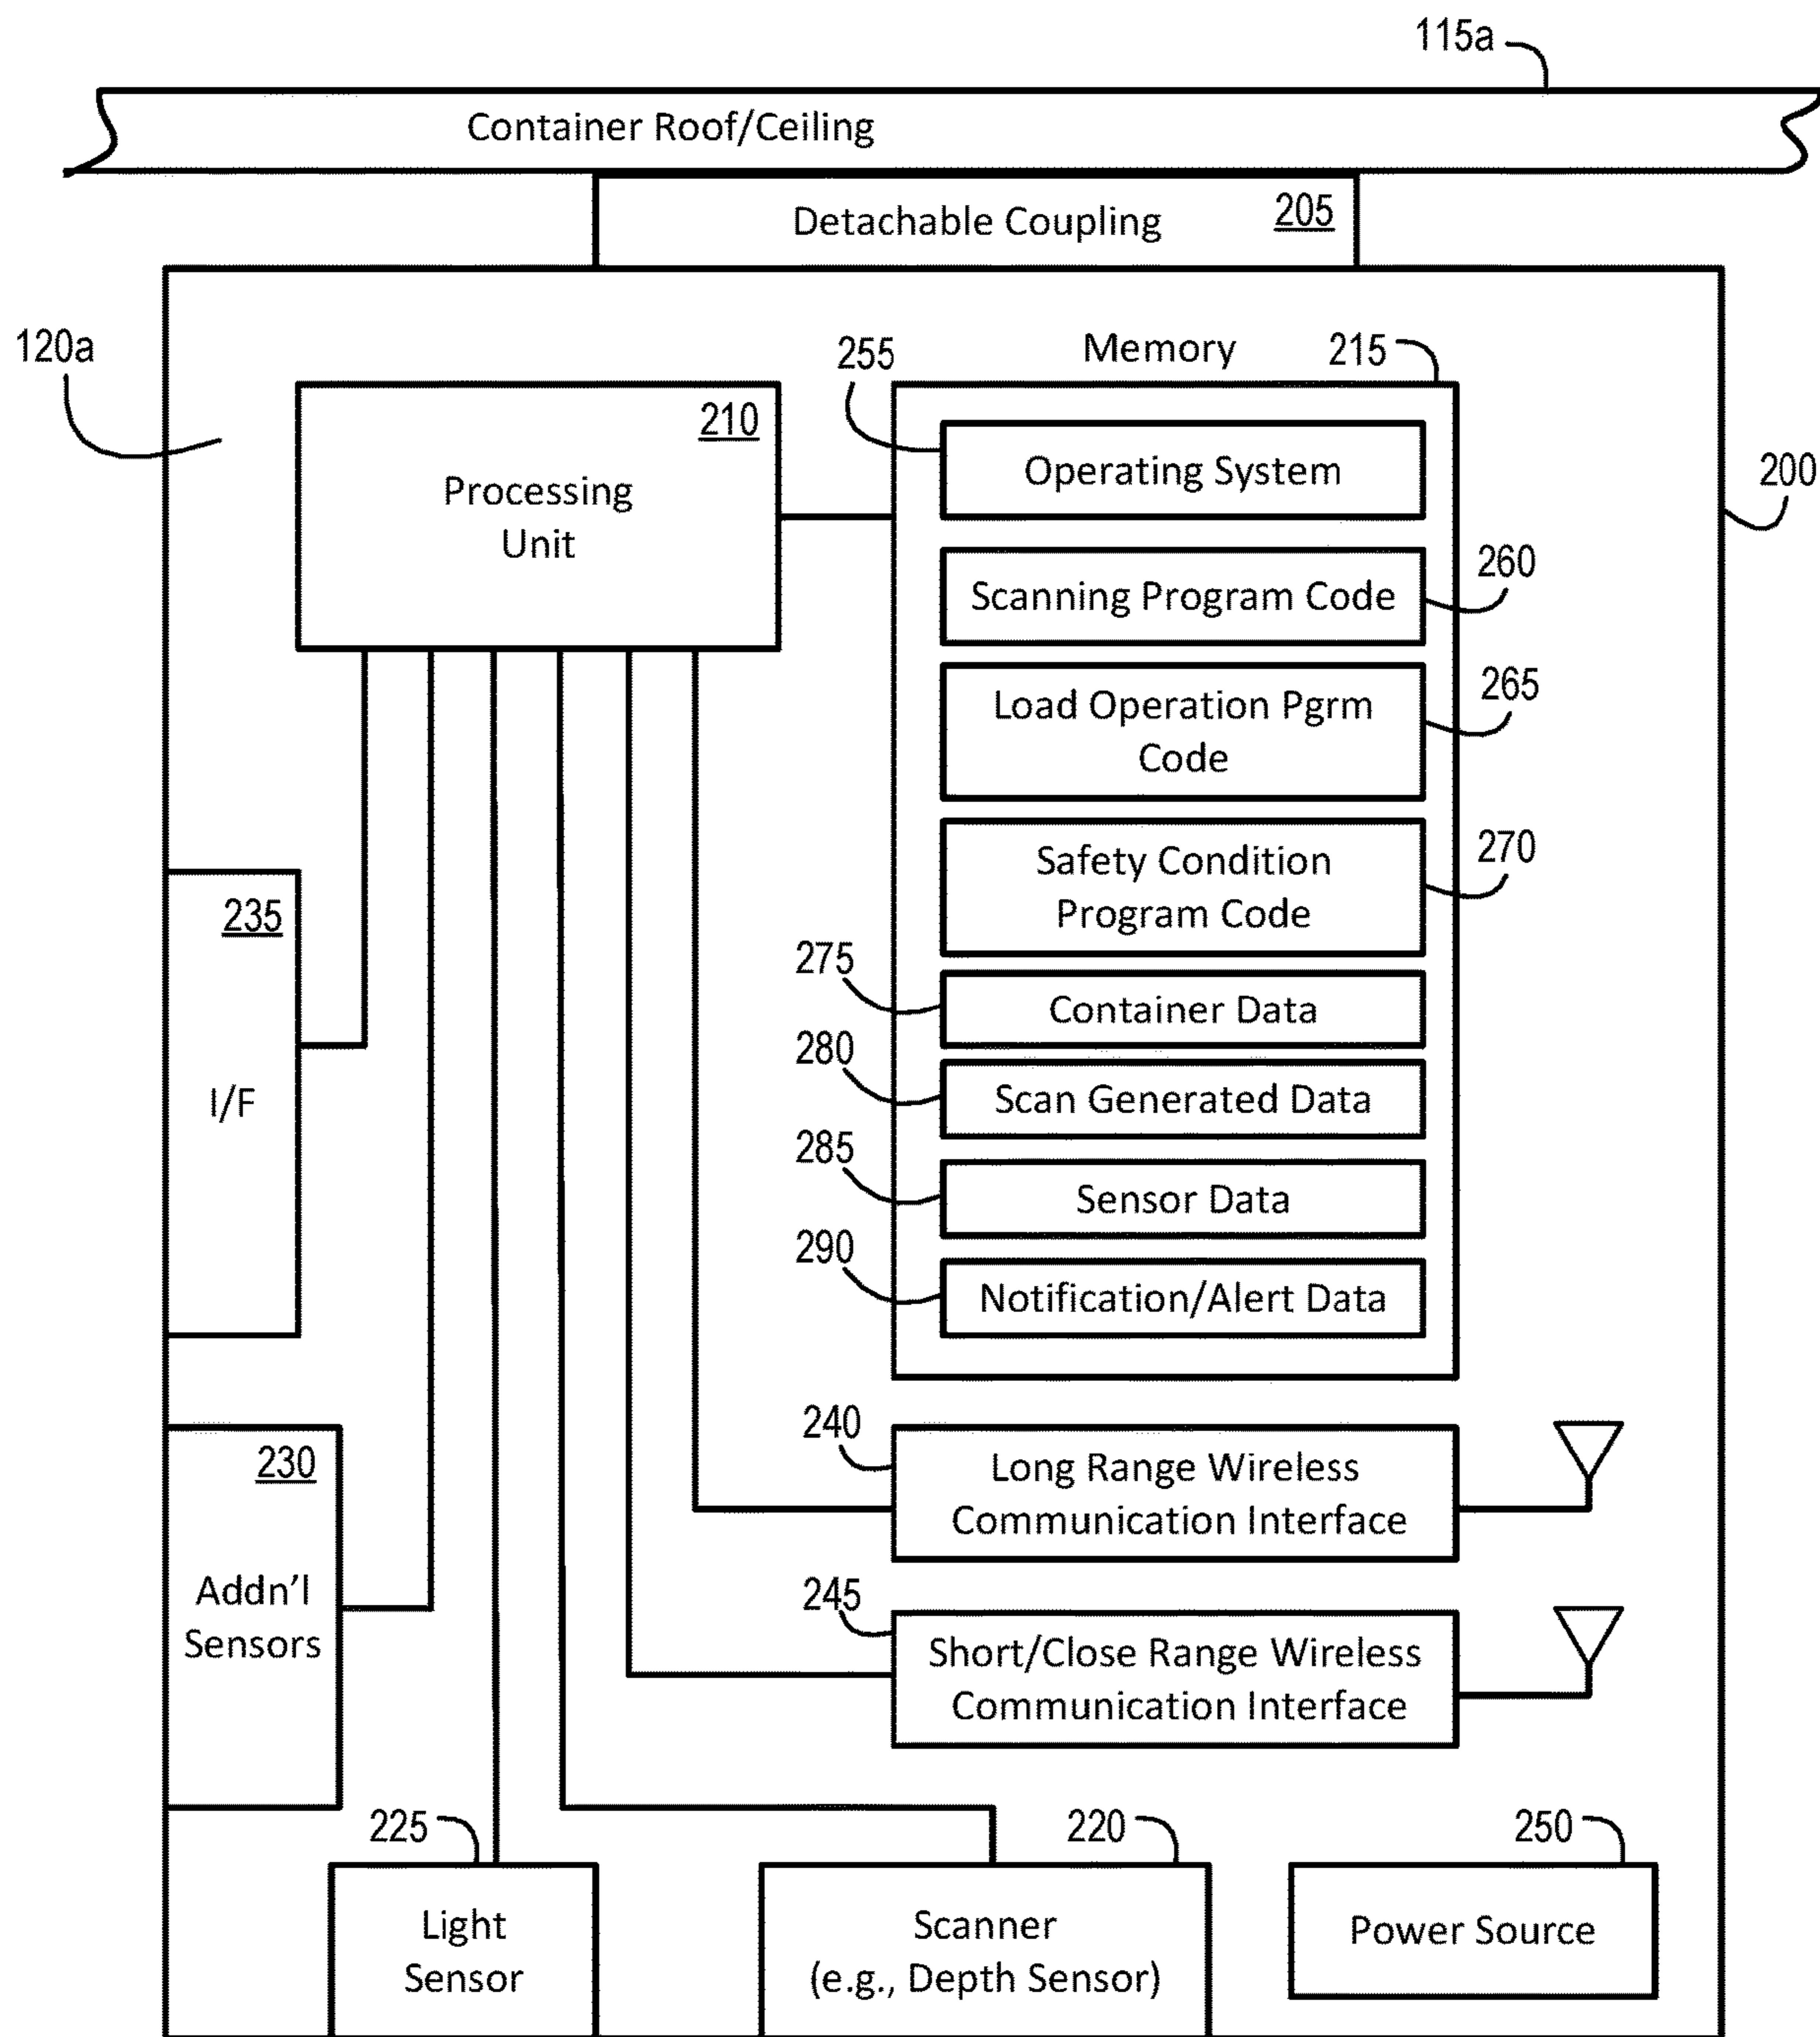 115a
Container Roof/Ceiling
Detachable Coupling 205
120a
255 Memory 215
210
Processing
Unit
Operating System
200
Scanning Program Code 260
Load Operation Pgrm
Code
265
Safety Condition
Program Code
270
235
I/F
275 Container Data
280 Scan Generated Data
285 Sensor Data
290 Notification/Alert Data
240
Long Range Wireless
Communication Interface
230
Addn'l
Sensors
245
Short/Close Range Wireless
Communication Interface
225
Light
Sensor
220
Scanner
(e.g., Depth Sensor)
250
Power Source